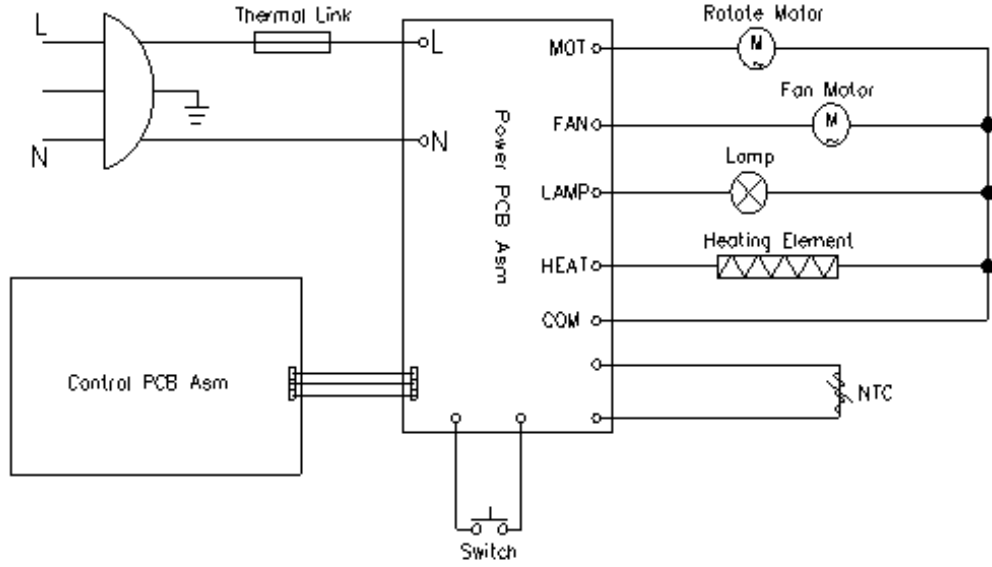 L
Thermal Link
L
N
N
Power PCB Asm
MOT
Rotate Motor
M
FAN
Fan Motor
M
LAMP
Lamp
HEAT
Heating Element
COM
NTC
Control PCB Asm
Switch